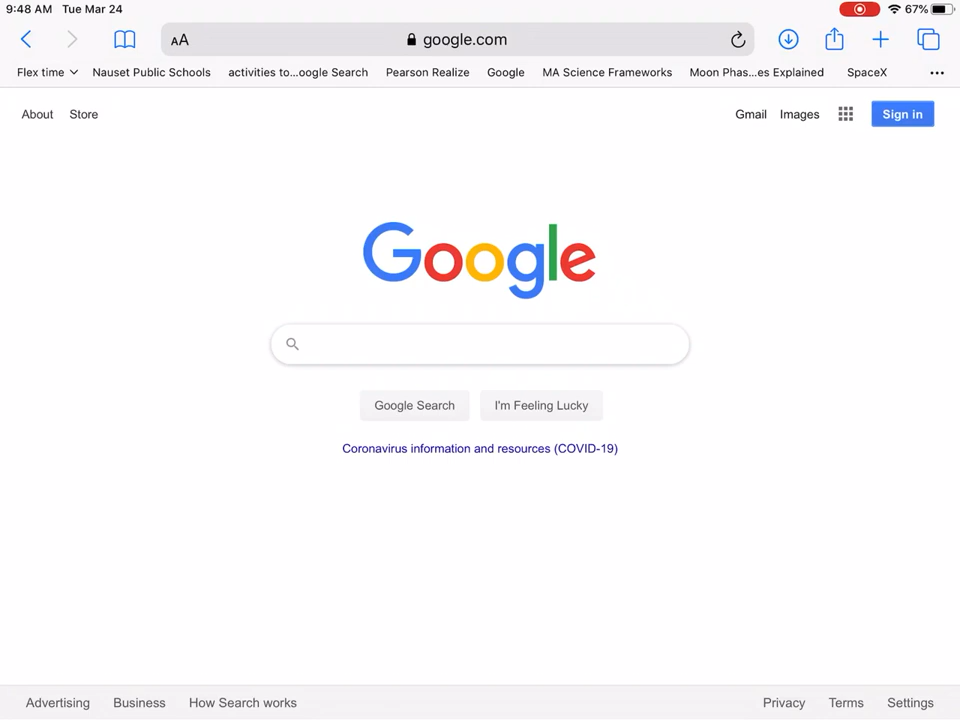 9:48 AM Tue Mar 24 67%
AA google.com
Flex time Nauset Public Schools activities to...oogle Search Pearson Realize Google MA Science Frameworks Moon Phas...es Explained SpaceX
About Store Gmail Images Sign in
Google
Google Search I'm Feeling Lucky
Coronavirus information and resources (COVID-19)
Advertising Business How Search works Privacy Terms Settings